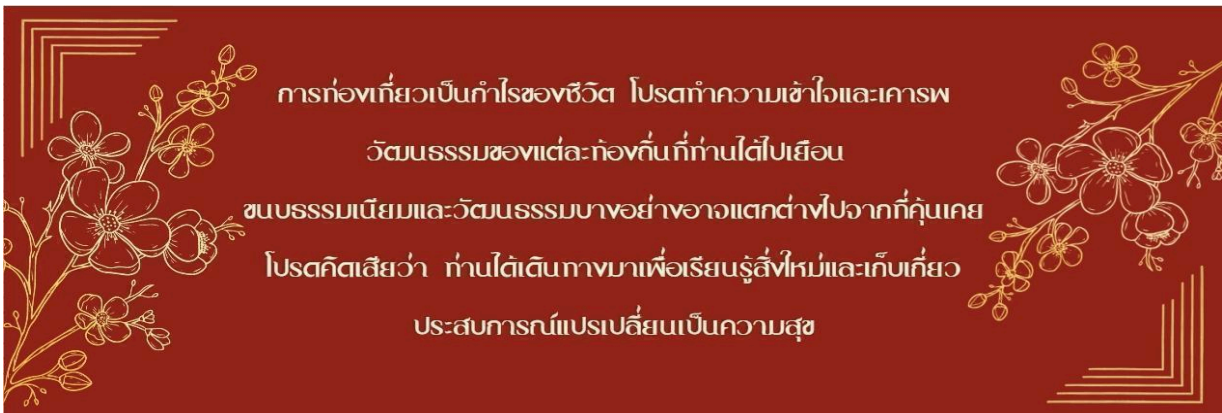 การท่องเที่ยวเป็นกำไรของชีวิต โปรดทำความเข้าใจและเคารพ
วัฒนธรรมของแต่ละท้องถิ่นที่ท่านได้ไปเยือน
ขนบธรรมเนียมและวัฒนธรรมบางอย่างอาจแตกต่างไปจากที่คุ้นเคย
โปรดคิดเสียว่า ท่านได้เดินทางมาเพื่อเรียนรู้สิ่งใหม่และเก็บเกี่ยว
ประสบการณ์แปรเปลี่ยนเป็นความสุข